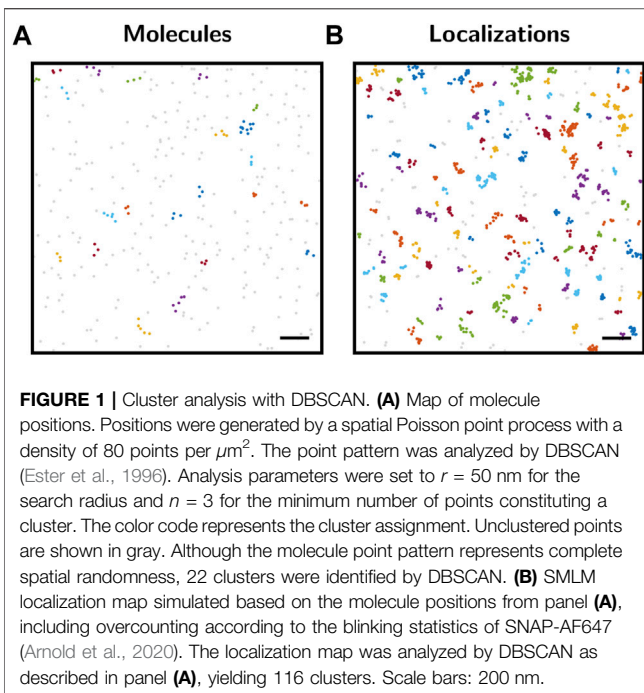 A Molecules B Localizations
FIGURE 1 | Cluster analysis with DBSCAN. (A) Map of molecule
positions. Positions were generated by a spatial Poisson point process with a
density of 80 points per μm². The point pattern was analyzed by DBSCAN
(Ester et al., 1996). Analysis parameters were set to r = 50 nm for the
search radius and n = 3 for the minimum number of points constituting a
cluster. The color code represents the cluster assignment. Unclustered points
are shown in gray. Although the molecule point pattern represents complete
spatial randomness, 22 clusters were identified by DBSCAN. (B) SMLM
localization map simulated based on the molecule positions from panel (A),
including overcounting according to the blinking statistics of SNAP-AF647
(Arnold et al., 2020). The localization map was analyzed by DBSCAN as
described in panel (A), yielding 116 clusters. Scale bars: 200 nm.